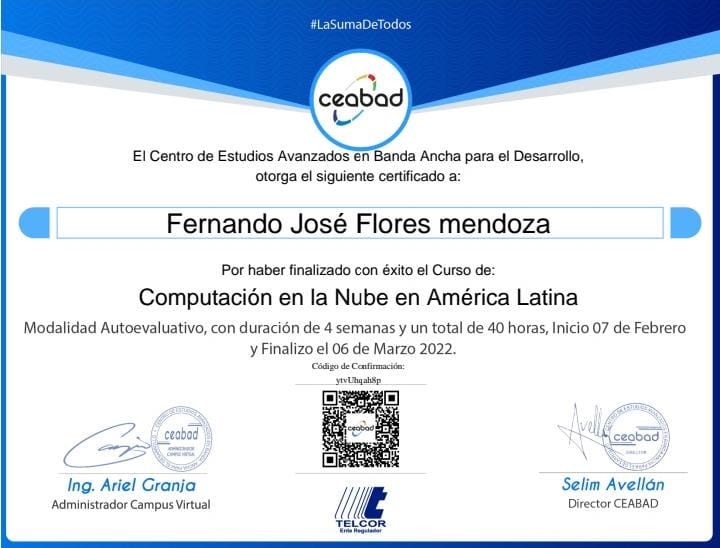 #LaSumaDeTodos
ceabad
El Centro de Estudios Avanzados en Banda Ancha para el Desarrollo,
otorga el siguiente certificado a:
Fernando José Flores mendoza
Por haber finalizado con éxito el Curso de:
Computación en la Nube en América Latina
Modalidad Autoevaluativo, con duración de 4 semanas y un total de 40 horas, Inicio 07 de Febrero
y Finalizo el 06 de Marzo 2022.
Código de Confirmación:
ytvUhqah8p
ceabad
ceabad
ADMINISTRADOR
CAMPUS VIRTUAL
ceabad
DIRECTOR
Ing. Ariel Granja
Administrador Campus Virtual
Selim Avellán
Director CEABAD
TELCOR
Ente Regulador